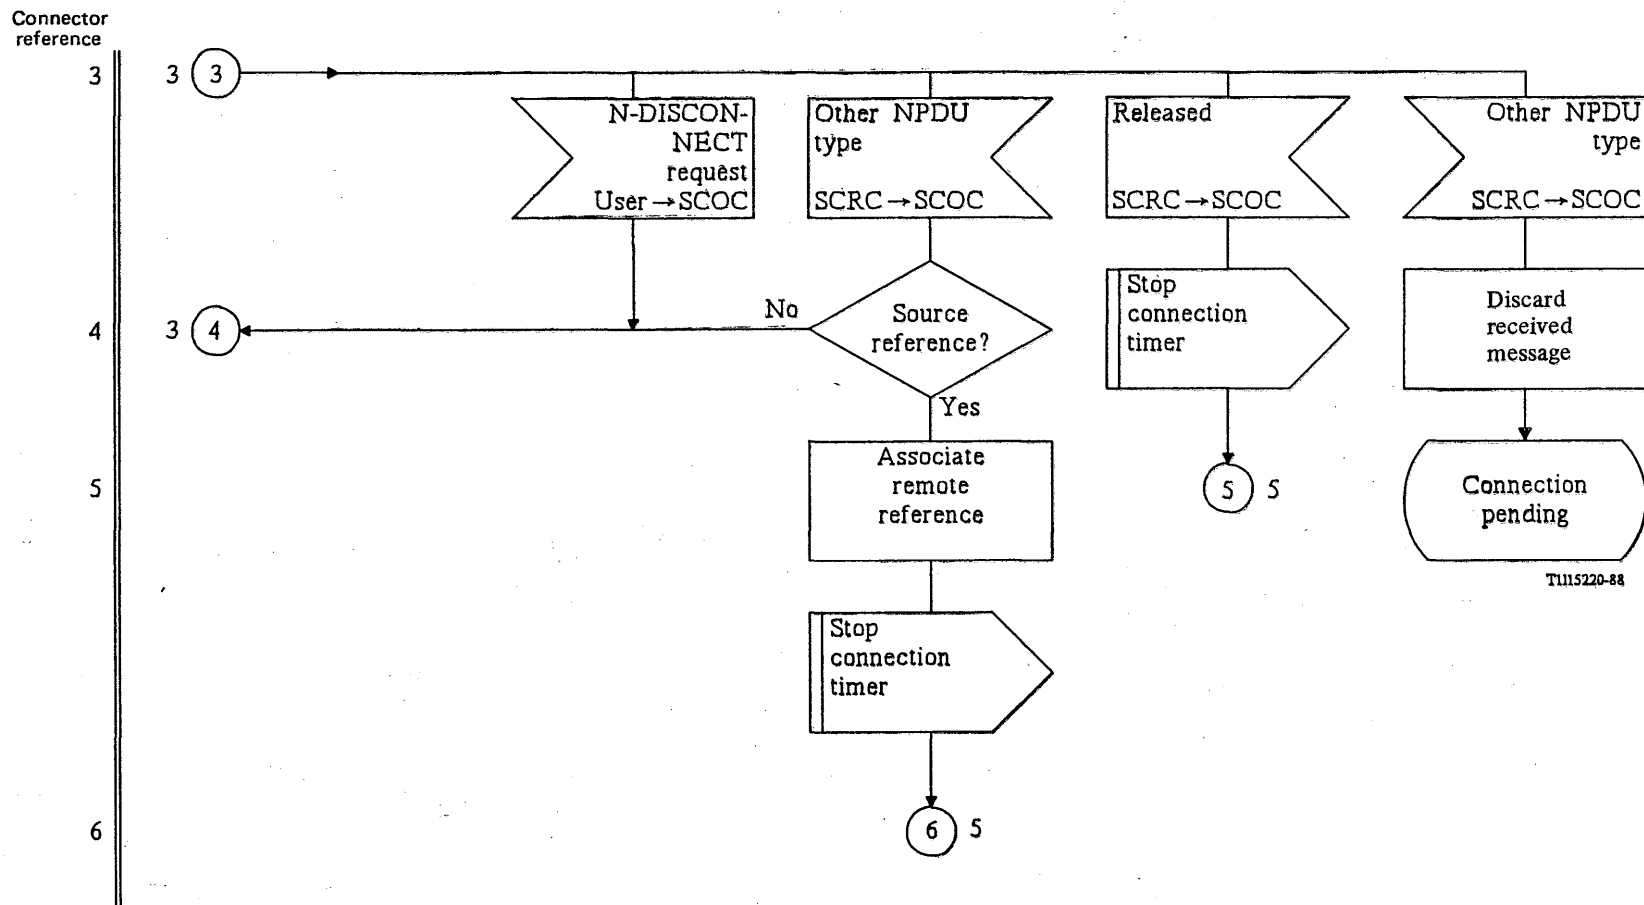 Connector
reference
3
3
3
N-DISCON-
NECT
request
User→SCOC
Other NPDU
type
SCRC→SCOC
Released
SCRC→SCOC
Other NPDU
type
SCRC→SCOC
4
3
4
No
Source
reference?
Yes
Stop
connection
timer
Discard
received
message
5
Associate
remote
reference
5
5
Connection
pending
T1115220-88
Stop
connection
timer
6
6
5